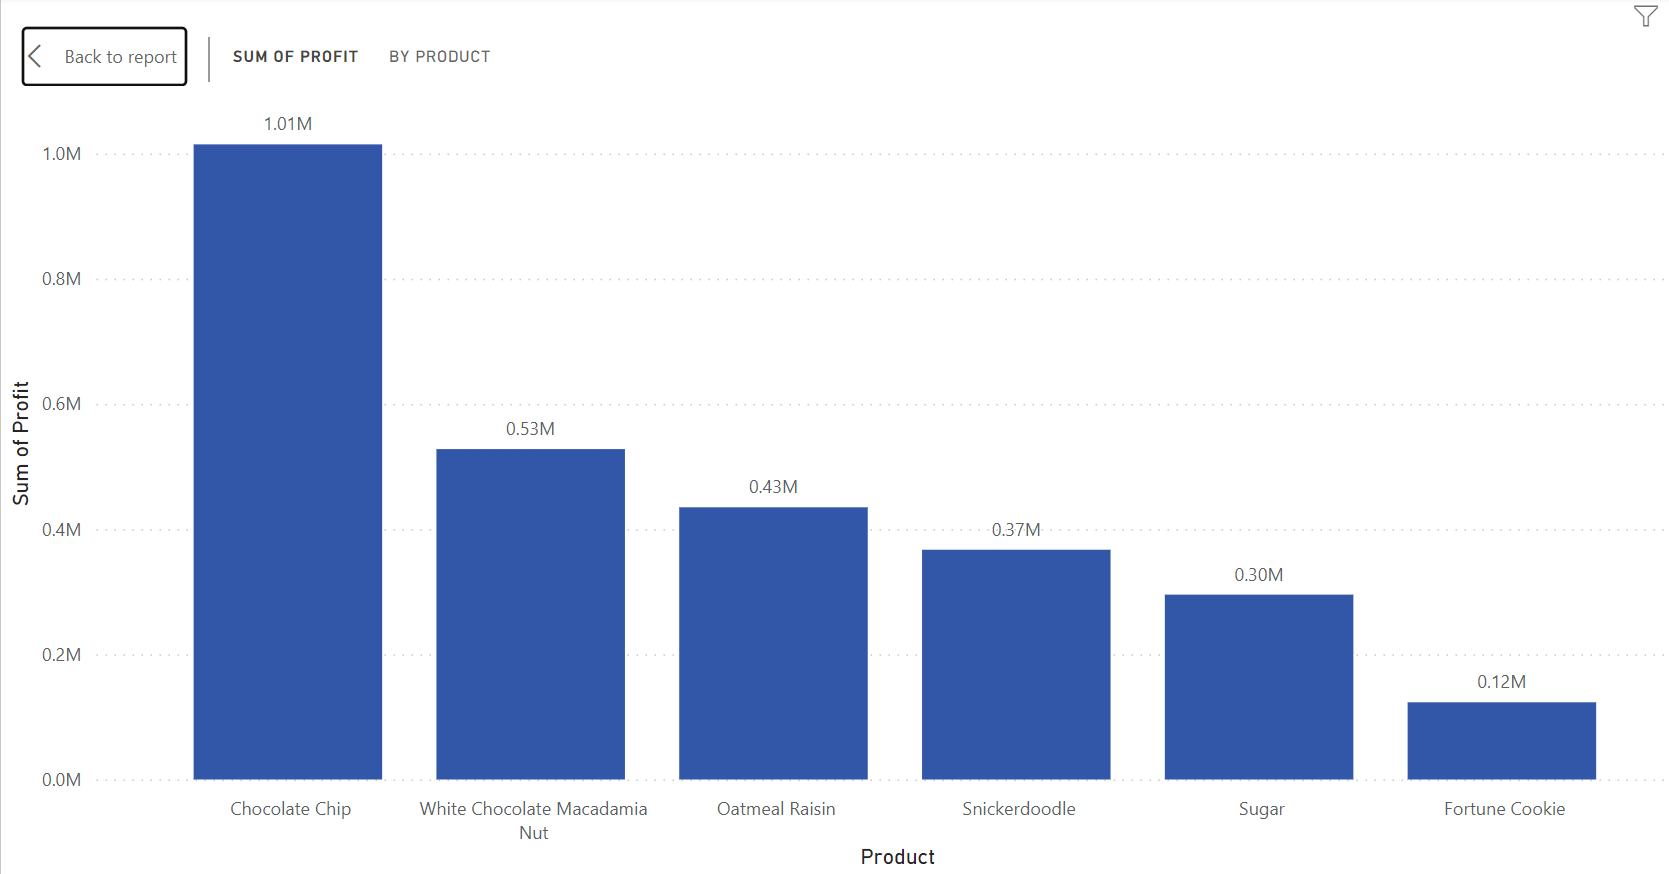 Back to report
SUM OF PROFIT
BY PRODUCT
1.01M
1.0M
0.8M
0.6M
0.53M
0.43M
0.4M
0.37M
0.30M
0.2M
0.12M
0.0M
Sum of Profit
Chocolate Chip
White Chocolate Macadamia
Nut
Oatmeal Raisin
Snickerdoodle
Sugar
Fortune Cookie
Product